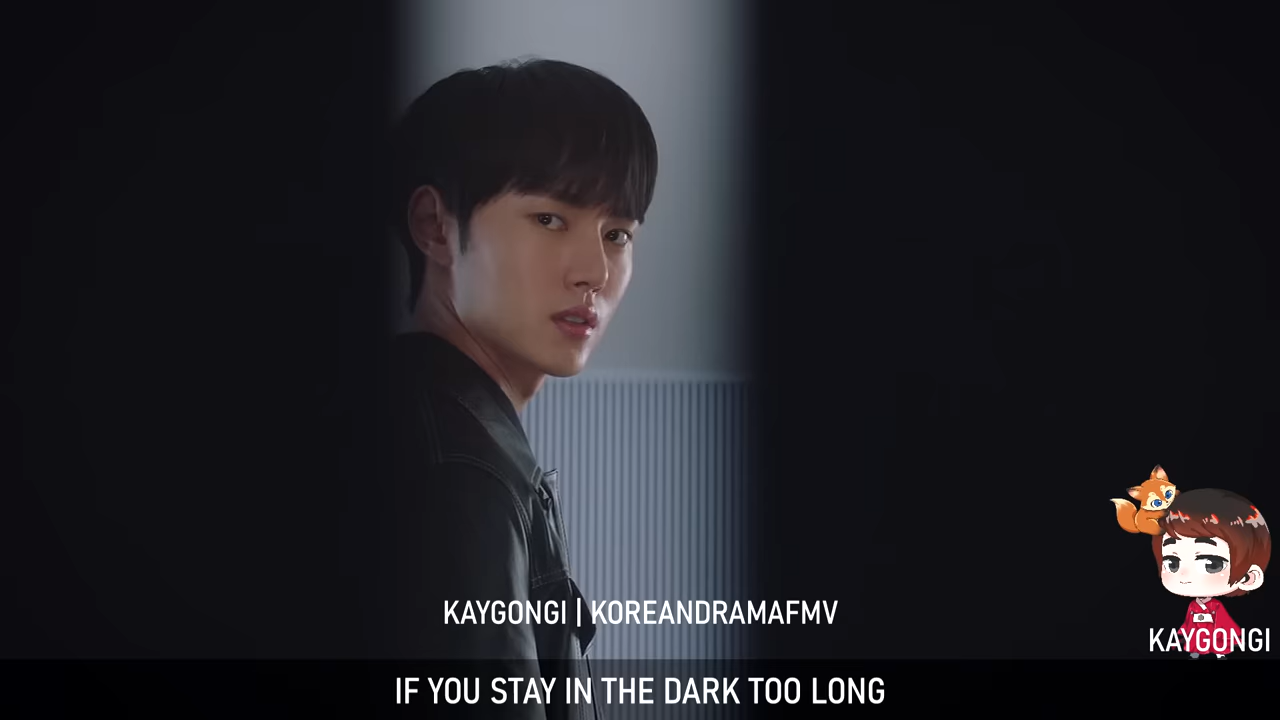 KAYGONGI | KOREANDRAMAFMV
KAYGONGI
IF YOU STAY IN THE DARK TOO LONG